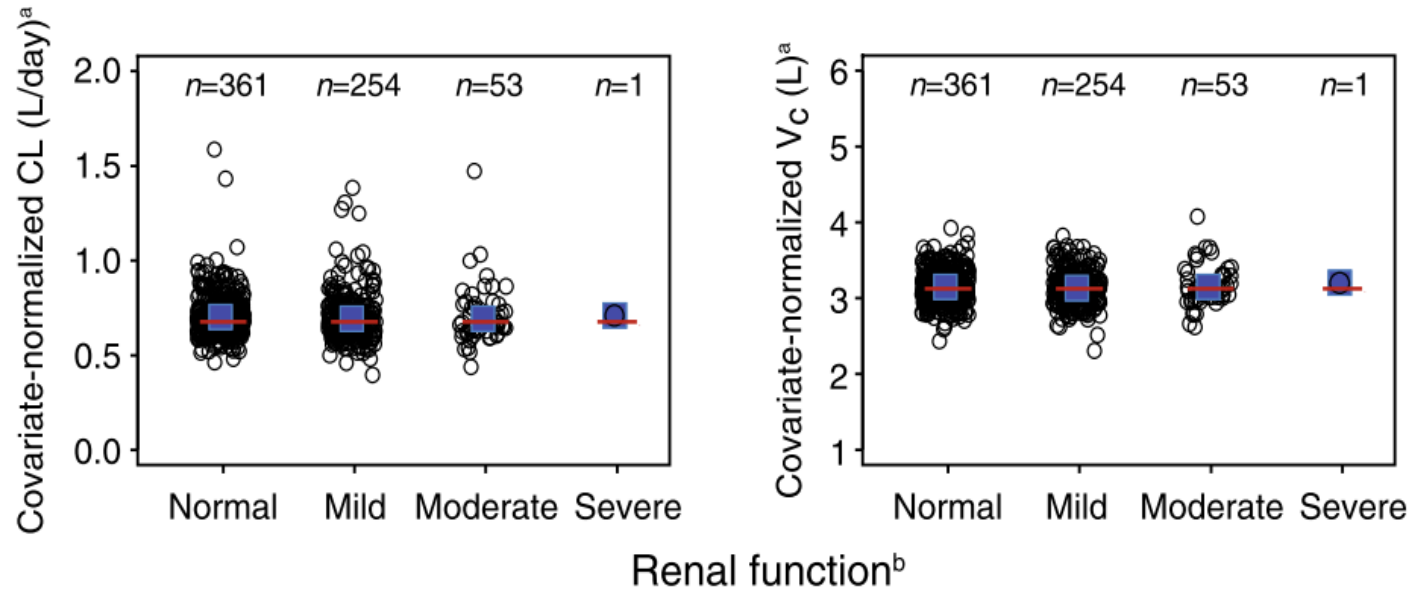 Covariate-normalized CL (L/day)ᵃ
2.0
1.5
1.0
0.5
0.0
n=361 n=254 n=53 n=1
Normal Mild Moderate Severe
Covariate-normalized Vc (L)ᵃ
6
5
4
3
2
1
n=361 n=254 n=53 n=1
Normal Mild Moderate Severe
Renal functionᵇ